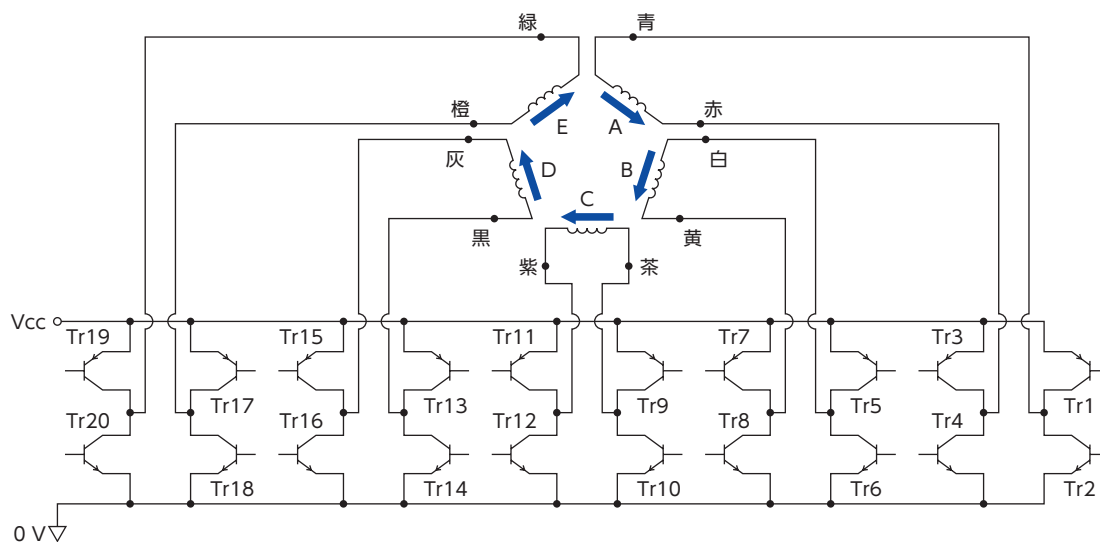 緑 青
橙 赤
E A
灰 白
D B
C
黒 黄
紫 茶
Vcc
Tr19 Tr15 Tr11 Tr7 Tr3
Tr17 Tr13 Tr9 Tr5 Tr1
Tr20 Tr16 Tr12 Tr8 Tr4
Tr18 Tr14 Tr10 Tr6 Tr2
0 V